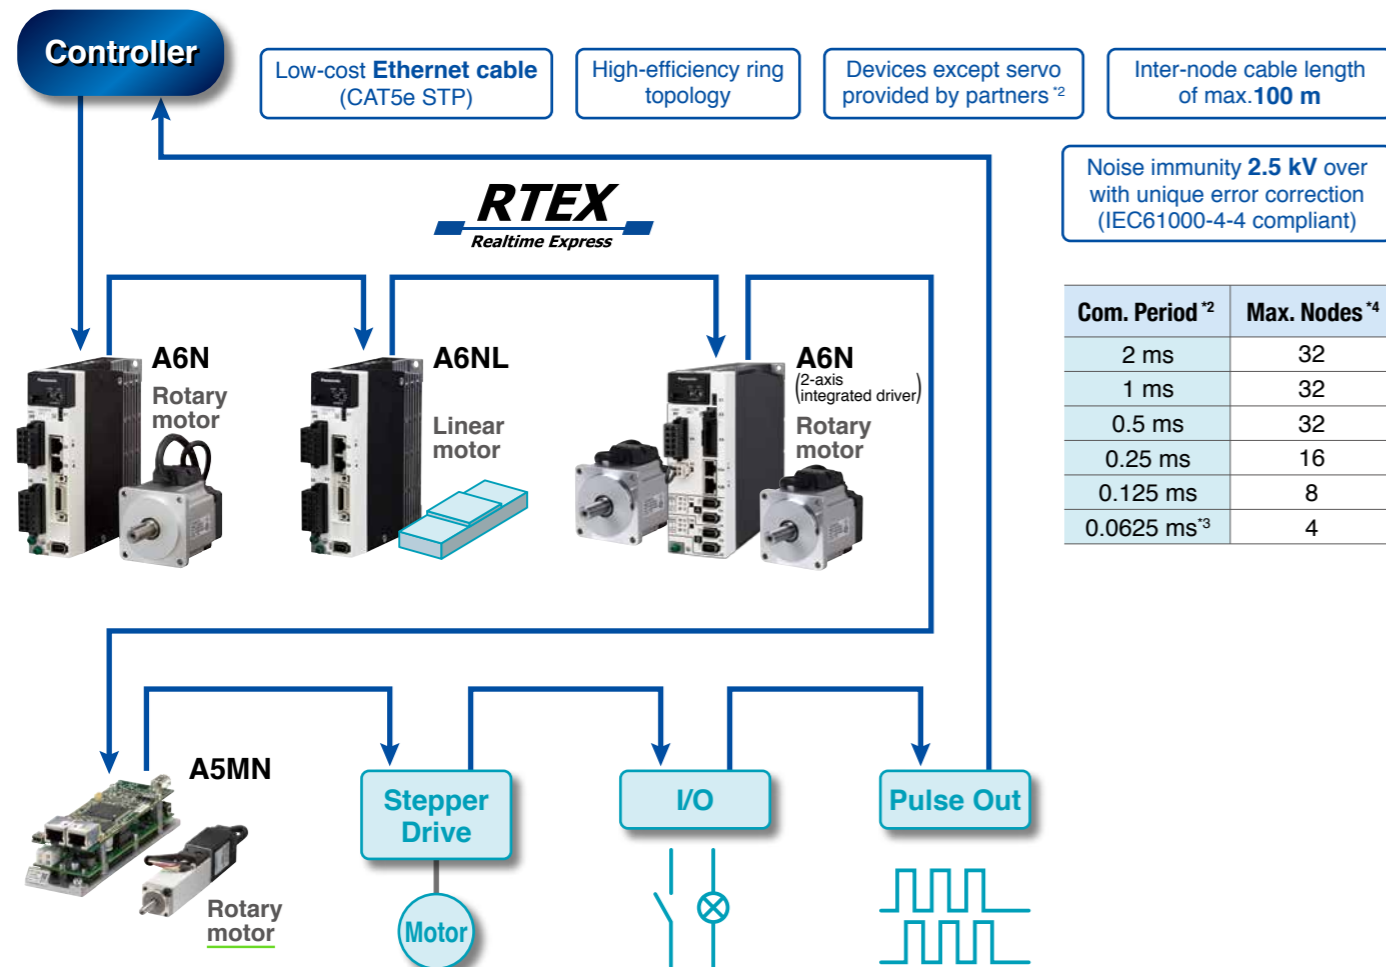 Controller
Low-cost Ethernet cable
(CAT5e STP)
High-efficiency ring
topology
Devices except servo
provided by partners *2
Inter-node cable length
of max.100 m
Noise immunity 2.5 kV over
with unique error correction
(IEC61000-4-4 compliant)
RTEX
Realtime Express
Com. Period *2 Max. Nodes *4
2 ms 32
1 ms 32
0.5 ms 32
0.25 ms 16
0.125 ms 8
0.0625 ms*3 4
A6N
Rotary
motor
A6NL
Linear
motor
A6N
(2-axis
integrated driver)
Rotary
motor
A5MN
Rotary
motor
Stepper
Drive
Motor
I/O
Pulse Out